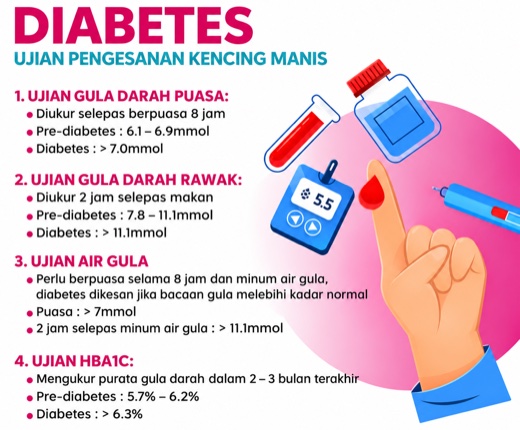 DIABETES
UJIAN PENGESANAN KENCING MANIS
1. UJIAN GULA DARAH PUASA:
• Diukur selepas berpuasa 8 jam
• Pre-diabetes : 6.1 – 6.9mmol
• Diabetes : > 7.0mmol
2. UJIAN GULA DARAH RAWAK:
• Diukur 2 jam selepas makan
• Pre-diabetes : 7.8 – 11.1mmol
• Diabetes : > 11.1mmol
3. UJIAN AIR GULA
• Perlu berpuasa selama 8 jam dan minum air gula,
diabetes dikesan jika bacaan gula melebihi kadar normal
• Puasa : > 7mmol
• 2 jam selepas minum air gula : > 11.1mmol
4. UJIAN HBA1C:
• Mengukur purata gula darah dalam 2 – 3 bulan terakhir
• Pre-diabetes : 5.7% – 6.2%
• Diabetes : > 6.3%
5.5